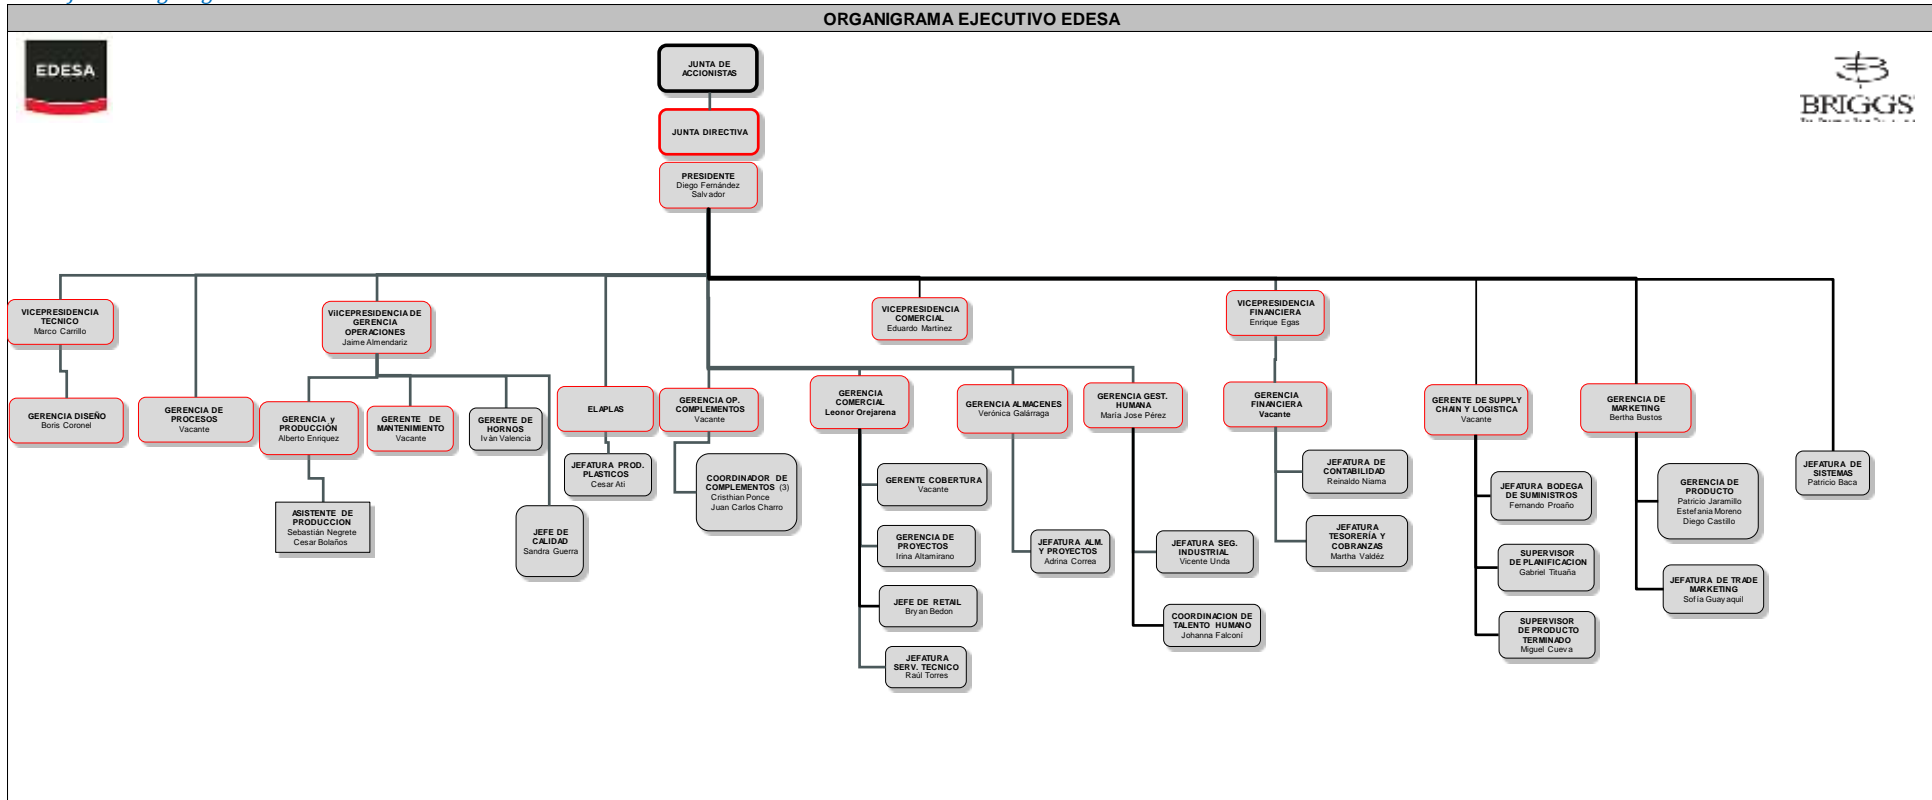 ORGANIGRAMA EJECUTIVO EDESA
EDESA
BRIGGS
JUNTA DE
ACCIONISTAS
JUNTA DIRECTIVA
PRESIDENTE
Diego Fernández
Salvador
VICEPRESIDENCIA
TECNICO
Marco Carrillo
ViICEPRESIDENCIA DE
GERENCIA
OPERACIONES
Jaime Almendariz
VICEPRESIDENCIA
COMERCIAL
Eduardo Martinez
VICEPRESIDENCIA
FINANCIERA
Enrique Egas
GERENCIA DISEÑO
Boris Coronel
GERENCIA DE
PROCESOS
Vacante
GERENCIA y
PRODUCCIÓN
Alberto Enriquez
GERENTE DE
MANTENIMIENTO
Vacante
GERENTE DE
HORNOS
Iván Valencia
ELAPLAS
GERENCIA OP.
COMPLEMENTOS
Vacante
GERENCIA
COMERCIAL
Leonor Orejarena
GERENCIA ALMACENES
Verónica Galárraga
GERENCIA GEST.
HUMANA
María Jose Pérez
GERENCIA
FINANCIERA
Vacante
GERENTE DE SUPPLY
CHAIN Y LOGISTICA
Vacante
GERENCIA DE
MARKETING
Bertha Bustos
JEFATURA DE
SISTEMAS
Patricio Baca
ASISTENTE DE
PRODUCCION
Sebastián Negrete
Cesar Bolaños
JEFE DE
CALIDAD
Sandra Guerra
JEFATURA PROD.
PLASTICOS
Cesar Ati
COORDINADOR DE
COMPLEMENTOS (3)
Cristhian Ponce
Juan Carlos Charro
GERENTE COBERTURA
Vacante
GERENCIA DE
PROYECTOS
Irina Altamirano
JEFE DE RETAIL
Bryan Bedon
JEFATURA
SERV. TECNICO
Raúl Torres
JEFATURA ALM.
Y PROYECTOS
Adrina Correa
JEFATURA SEG.
INDUSTRIAL
Vicente Unda
COORDINACION DE
TALENTO HUMANO
Johanna Falconí
JEFATURA DE
CONTABILIDAD
Reinaldo Niama
JEFATURA
TESORERÍA Y
COBRANZAS
Martha Valdéz
JEFATURA BODEGA
DE SUMINISTROS
Fernando Proaño
SUPERVISOR
DE PLANIFICACION
Gabriel Tituaña
SUPERVISOR
DE PRODUCTO
TERMINADO
Miguel Cueva
GERENCIA DE
PRODUCTO
Patricio Jaramillo
Estefania Moreno
Diego Castillo
JEFATURA DE TRADE
MARKETING
Sofía Guayaquil